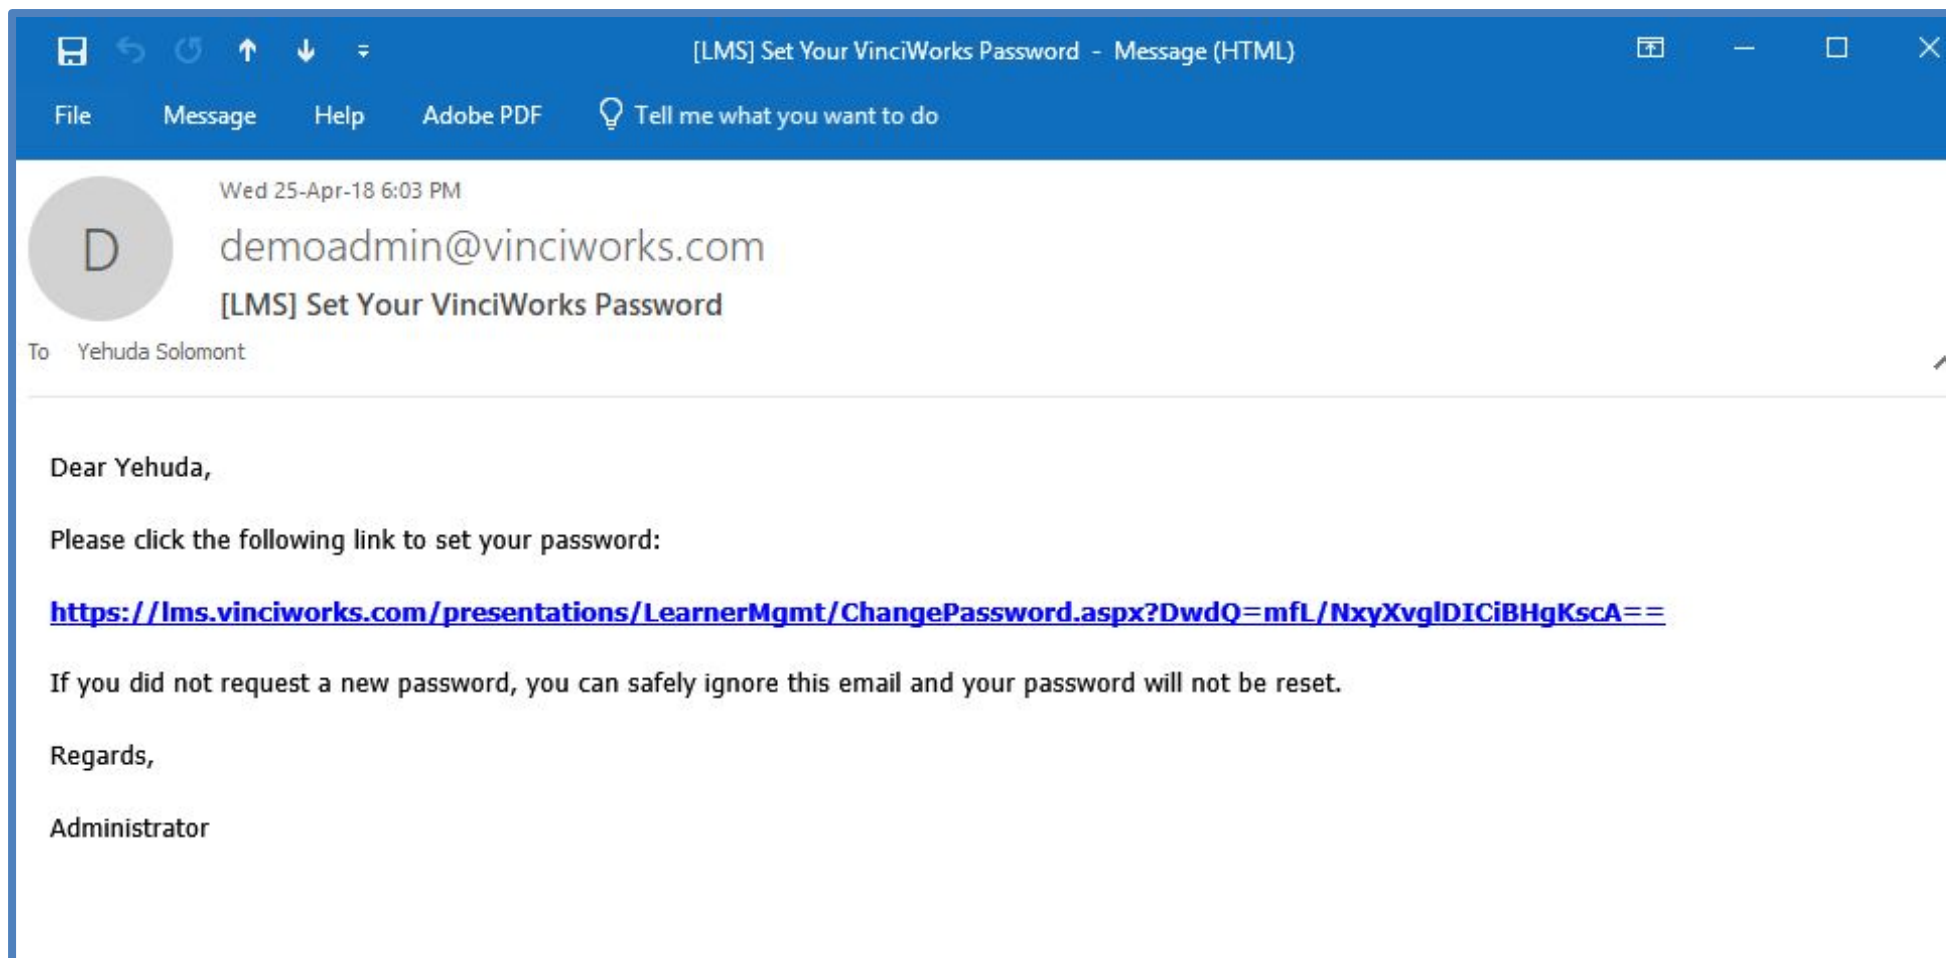 [LMS] Set Your VinciWorks Password - Message (HTML)
File Message Help Adobe PDF Tell me what you want to do
Wed 25-Apr-18 6:03 PM
D
demoadmin@vinciworks.com
[LMS] Set Your VinciWorks Password
To Yehuda Solomont
Dear Yehuda,
Please click the following link to set your password:
https://lms.vinciworks.com/presentations/LearnerMgmt/ChangePassword.aspx?DwdQ=mfL/NxyXvglDICiBHgKscA==
If you did not request a new password, you can safely ignore this email and your password will not be reset.
Regards,
Administrator